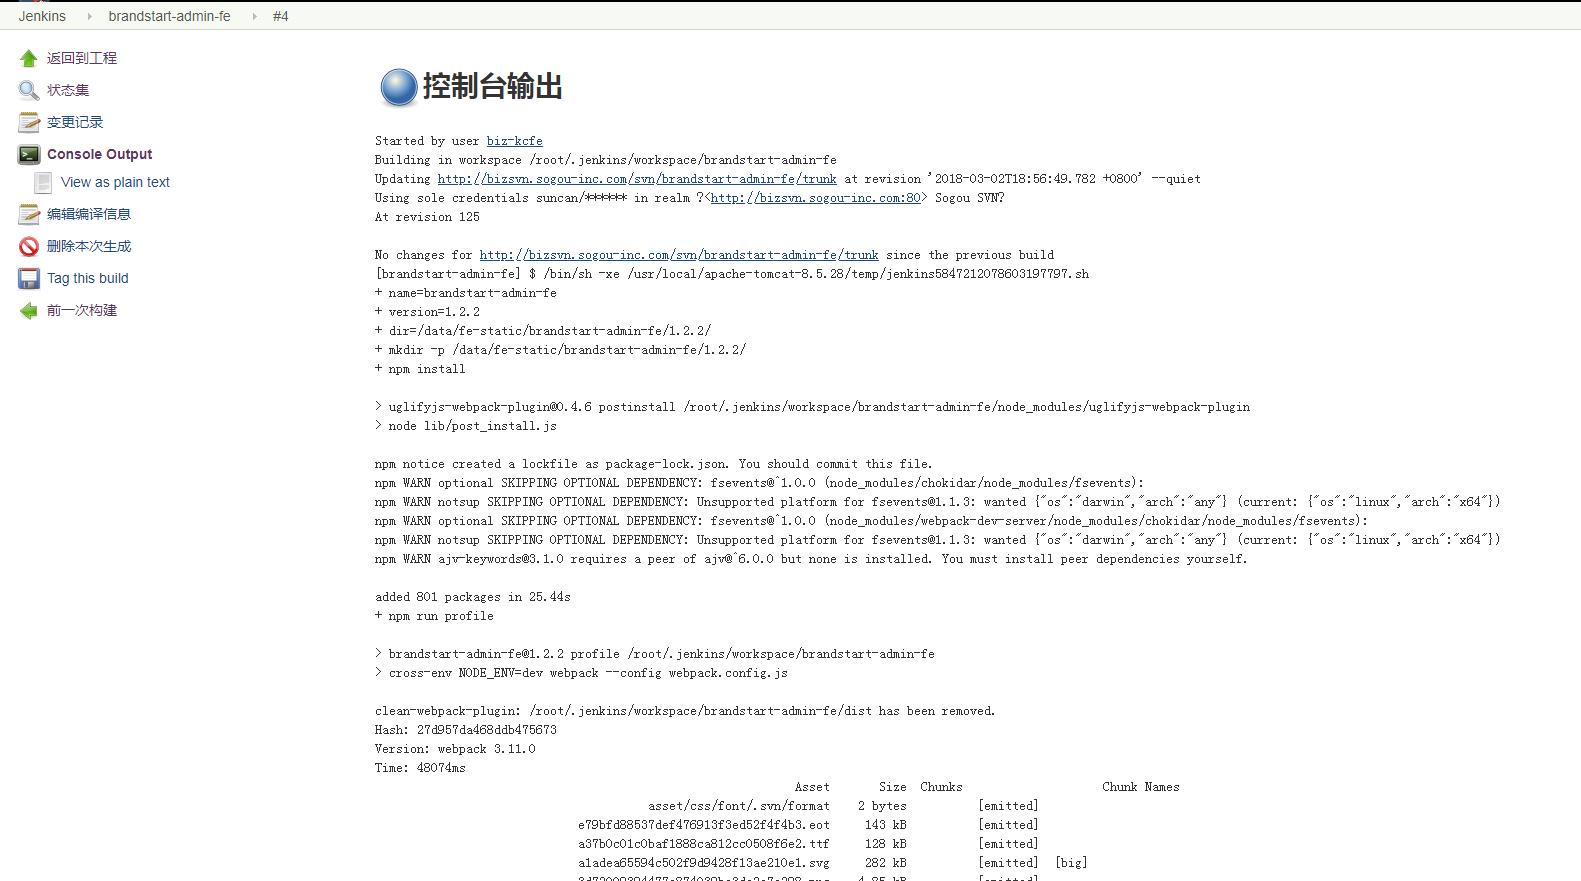 Jenkins
brandstart-admin-fe
#4
返回到工程
状态集
变更记录
Console Output
View as plain text
编辑编译信息
删除本次生成
Tag this build
前一次构建
控制台输出
Started by user biz-kcfe
Building in workspace /root/.jenkins/workspace/brandstart-admin-fe
Updating http://bizsvn.sogou-inc.com/svn/brandstart-admin-fe/trunk at revision '2018-03-02T18:56:49.782 +0800' --quiet
Using sole credentials suncan/****** in realm ?<http://bizsvn.sogou-inc.com:80> Sogou SVN?
At revision 125
No changes for http://bizsvn.sogou-inc.com/svn/brandstart-admin-fe/trunk since the previous build
[brandstart-admin-fe] $ /bin/sh -xe /usr/local/apache-tomcat-8.5.28/temp/jenkins5847212078603197797.sh
+ name=brandstart-admin-fe
+ version=1.2.2
+ dir=/data/fe-static/brandstart-admin-fe/1.2.2/
+ mkdir -p /data/fe-static/brandstart-admin-fe/1.2.2/
+ npm install
> uglifyjs-webpack-plugin@0.4.6 postinstall /root/.jenkins/workspace/brandstart-admin-fe/node_modules/uglifyjs-webpack-plugin
> node lib/post_install.js
npm notice created a lockfile as package-lock.json. You should commit this file.
npm WARN optional SKIPPING OPTIONAL DEPENDENCY: fsevents@^1.0.0 (node_modules/chokidar/node_modules/fsevents):
npm WARN notsup SKIPPING OPTIONAL DEPENDENCY: Unsupported platform for fsevents@1.1.3: wanted {"os":"darwin","arch":"any"} (current: {"os":"linux","arch":"x64"})
npm WARN optional SKIPPING OPTIONAL DEPENDENCY: fsevents@^1.0.0 (node_modules/webpack-dev-server/node_modules/chokidar/node_modules/fsevents):
npm WARN notsup SKIPPING OPTIONAL DEPENDENCY: Unsupported platform for fsevents@1.1.3: wanted {"os":"darwin","arch":"any"} (current: {"os":"linux","arch":"x64"})
npm WARN ajv-keywords@3.1.0 requires a peer of ajv@^6.0.0 but none is installed. You must install peer dependencies yourself.
added 801 packages in 25.44s
+ npm run profile
> brandstart-admin-fe@1.2.2 profile /root/.jenkins/workspace/brandstart-admin-fe
> cross-env NODE_ENV=dev webpack --config webpack.config.js
clean-webpack-plugin: /root/.jenkins/workspace/brandstart-admin-fe/dist has been removed.
Hash: 27d957da468ddb475673
Version: webpack 3.11.0
Time: 48074ms
Asset Size Chunks Chunk Names
asset/css/font/.svn/format 2 bytes [emitted]
e79bfd88537def476913f3ed52f4f4b3.eot 143 kB [emitted]
a37b0c01c0baf1888ca812cc0508f6e2.ttf 128 kB [emitted]
a1adea65594c502f9d9428f13ae210e1.svg 282 kB [emitted] [big]